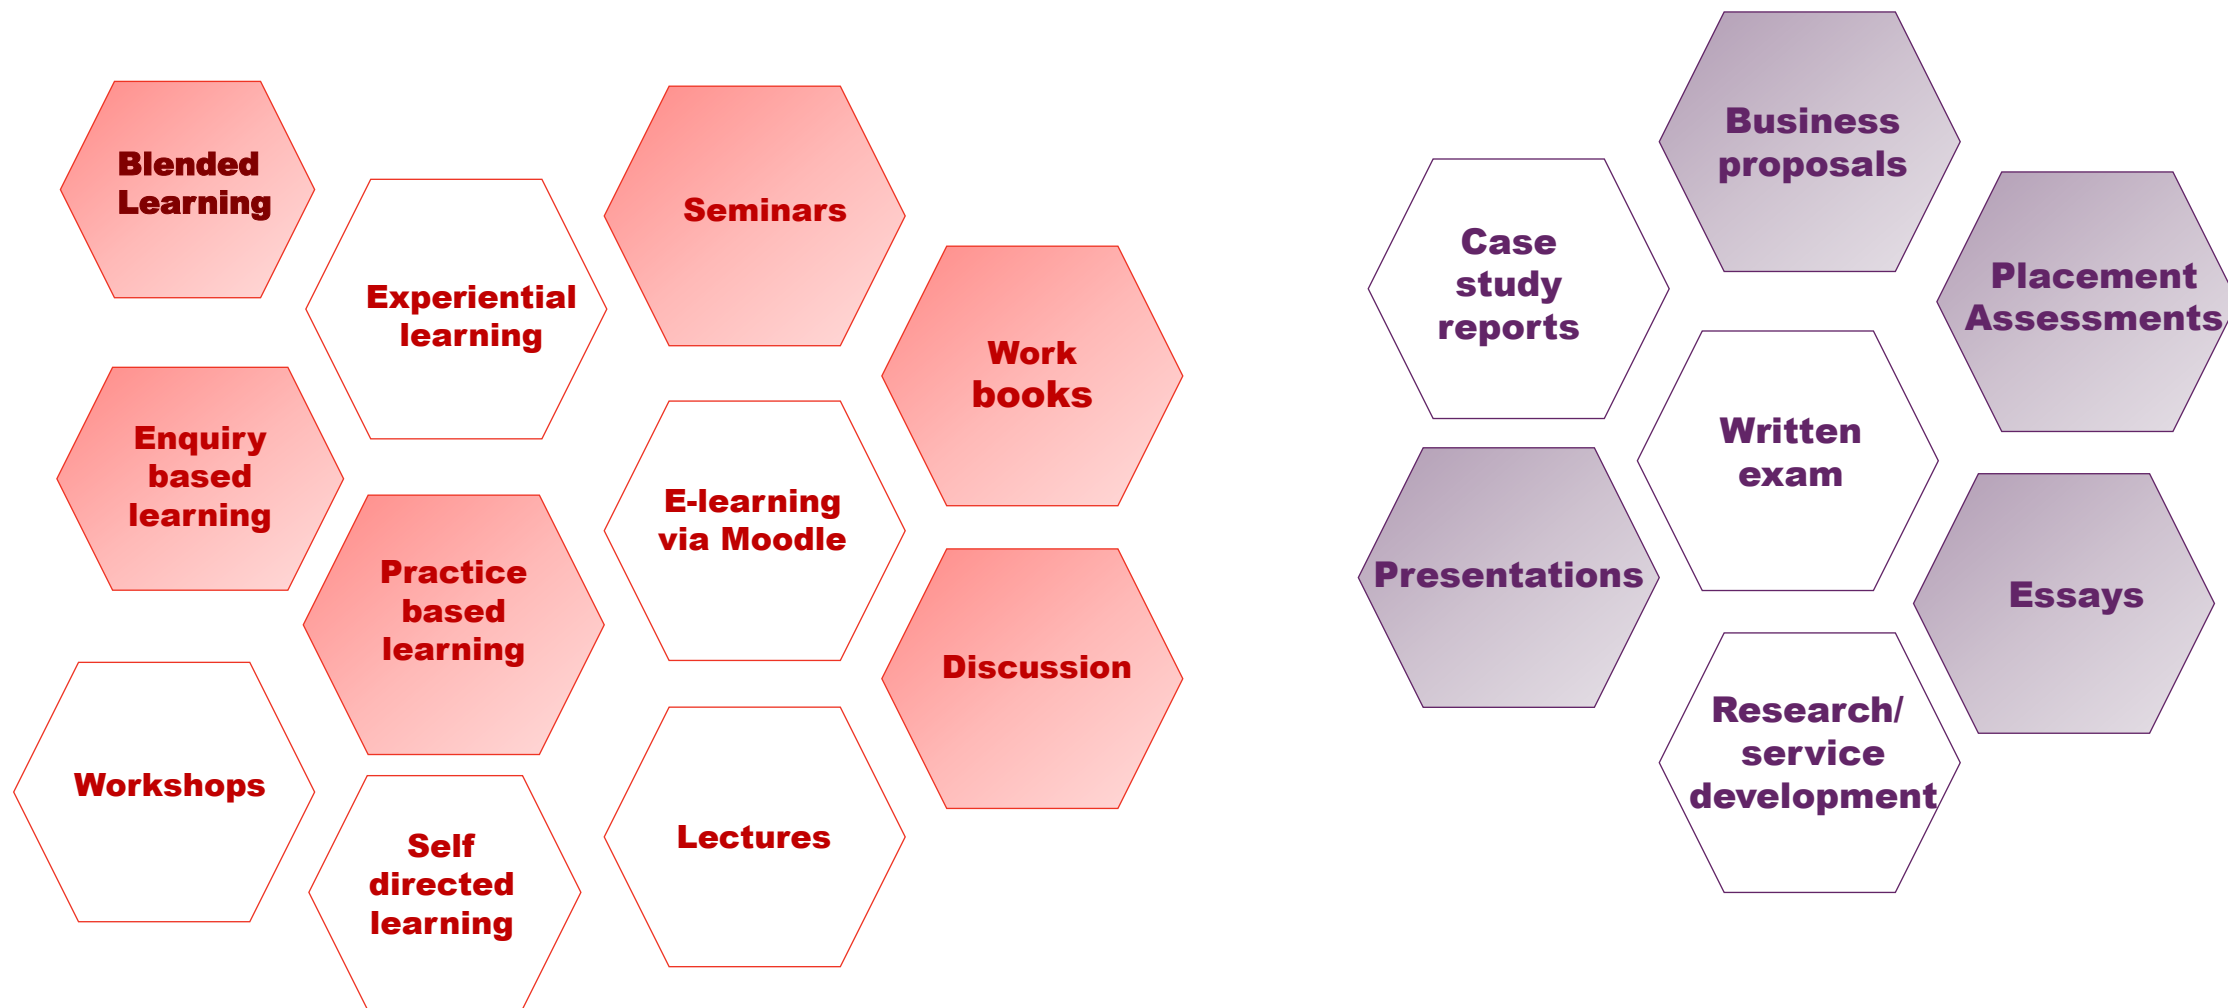 Blended
Learning
Experiential
learning
Seminars
Work
books
Enquiry
based
learning
Practice
based
learning
E-learning
via Moodle
Discussion
Workshops
Self
directed
learning
Lectures
Business
proposals
Case
study
reports
Placement
Assessments
Written
exam
Presentations
Essays
Research/
service
development